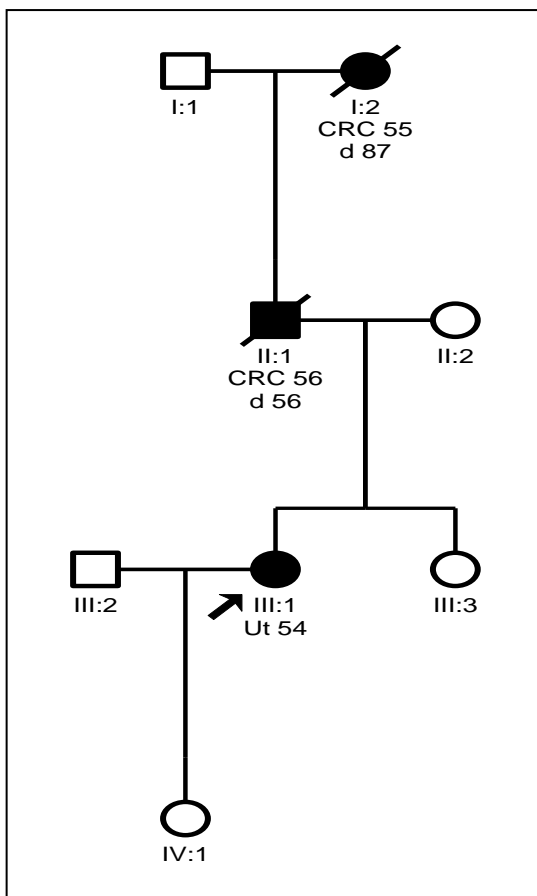 I:1
I:2
CRC 55
d 87
II:1
CRC 56
d 56
II:2
III:2
III:1
Ut 54
III:3
IV:1